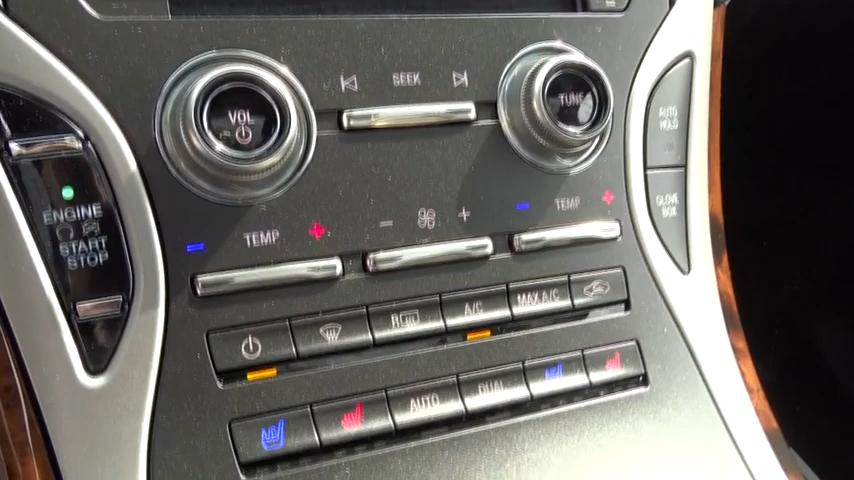 VOL
SEEK
TUNE
AUTO
HOLD
GLOVE
BOX
ENGINE
START
STOP
TEMP
TEMP
R
A/C
MAX A/C
AUTO
DUAL